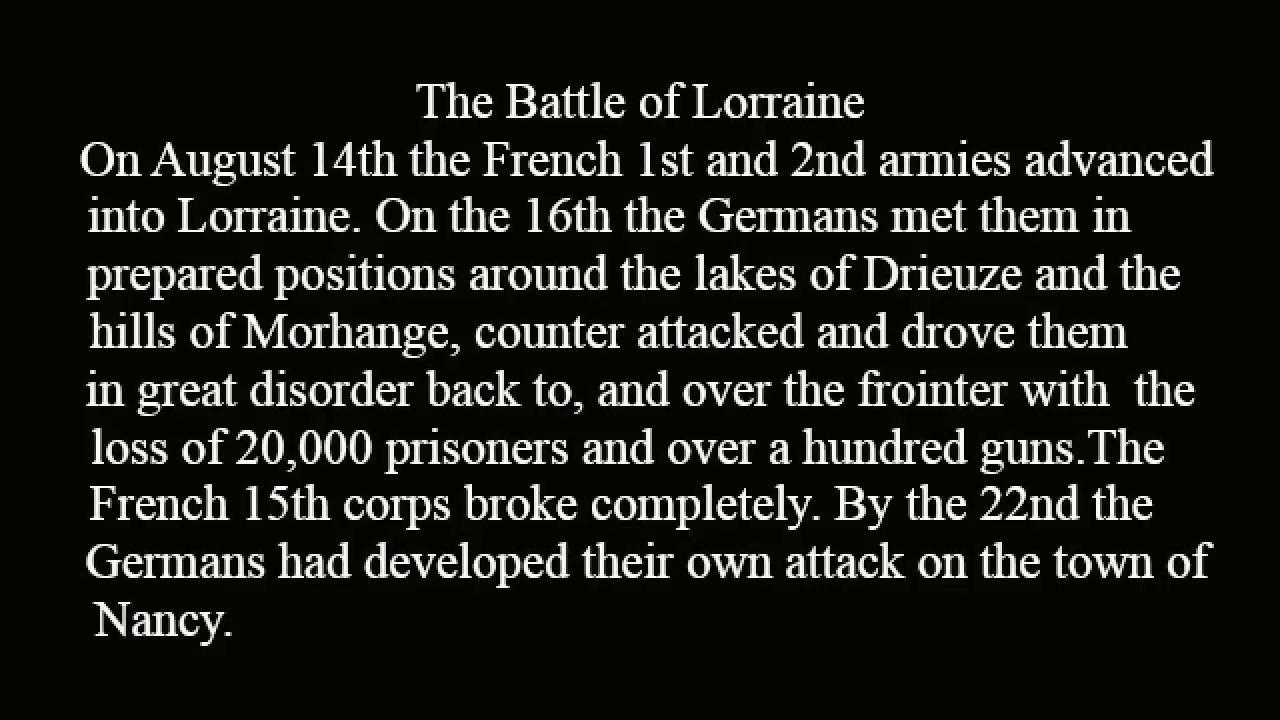 The Battle of Lorraine
On August 14th the French 1st and 2nd armies advanced
into Lorraine. On the 16th the Germans met them in
prepared positions around the lakes of Drieuze and the
hills of Morhange, counter attacked and drove them
in great disorder back to, and over the frointer with  the
loss of 20,000 prisoners and over a hundred guns.The
French 15th corps broke completely. By the 22nd the
Germans had developed their own attack on the town of
Nancy.